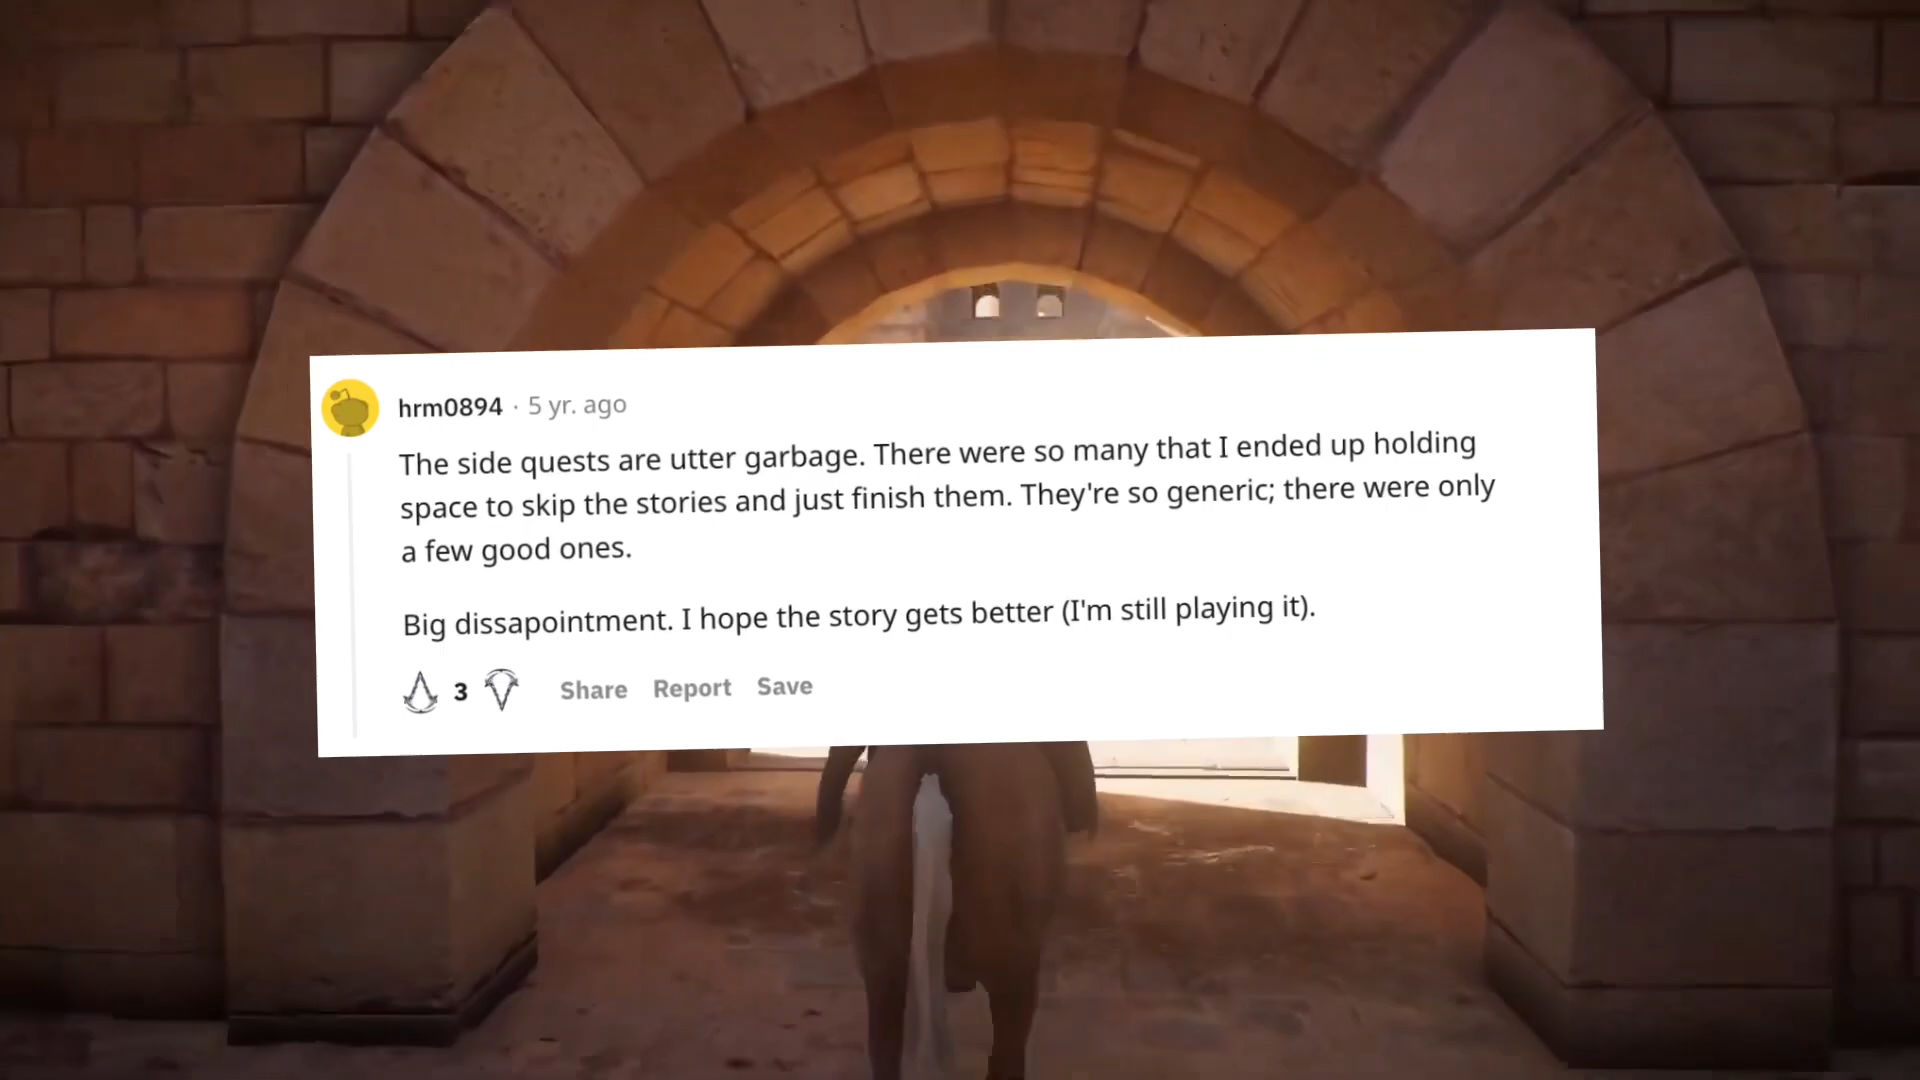 hrm0894 · 5 yr. ago
The side quests are utter garbage. There were so many that I ended up holding
space to skip the stories and just finish them. They're so generic; there were only
a few good ones.
Big dissapointment. I hope the story gets better (I'm still playing it).
3 Share Report Save